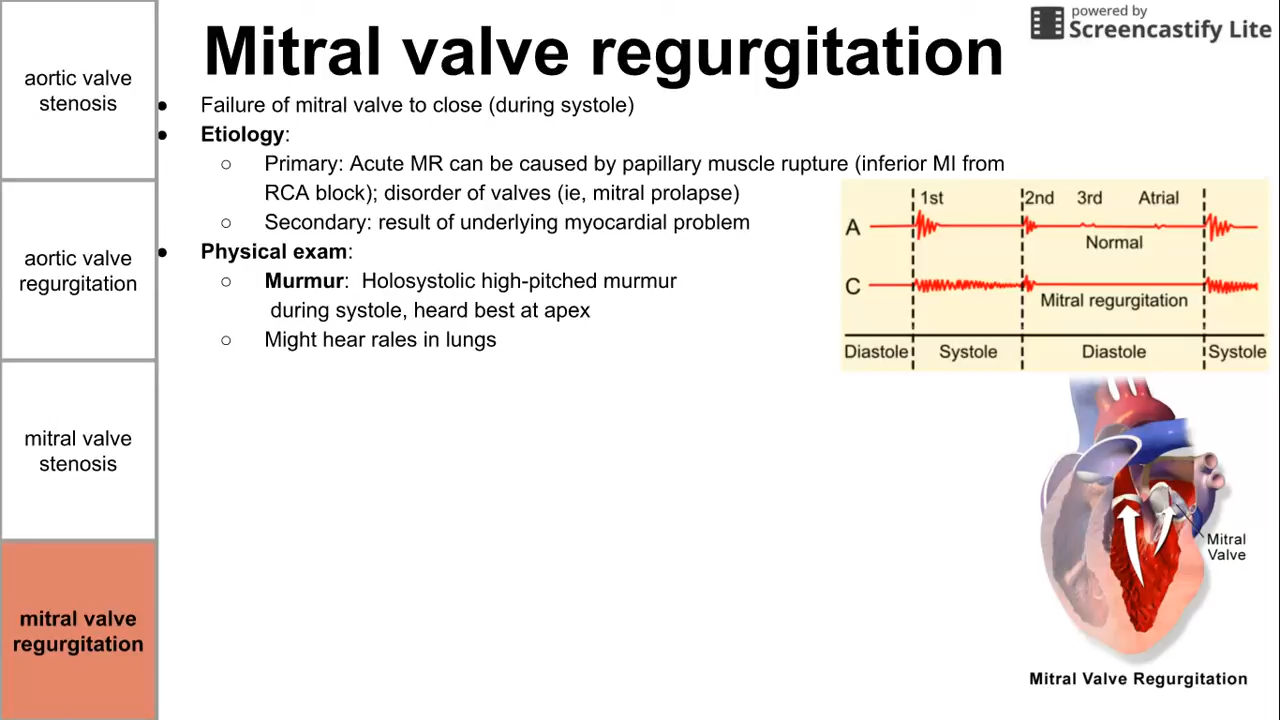 Mitral valve regurgitation
powered by
Screencastify Lite
aortic valve
stenosis
aortic valve
regurgitation
mitral valve
stenosis
mitral valve
regurgitation
● Failure of mitral valve to close (during systole)
● Etiology:
○ Primary: Acute MR can be caused by papillary muscle rupture (inferior MI from
RCA block); disorder of valves (ie, mitral prolapse)
○ Secondary: result of underlying myocardial problem
● Physical exam:
○ Murmur: Holosystolic high-pitched murmur
during systole, heard best at apex
○ Might hear rales in lungs
1st 2nd 3rd Atrial
A
Normal
C
Mitral regurgitation
Diastole Systole Diastole Systole
Mitral
Valve
Mitral Valve Regurgitation